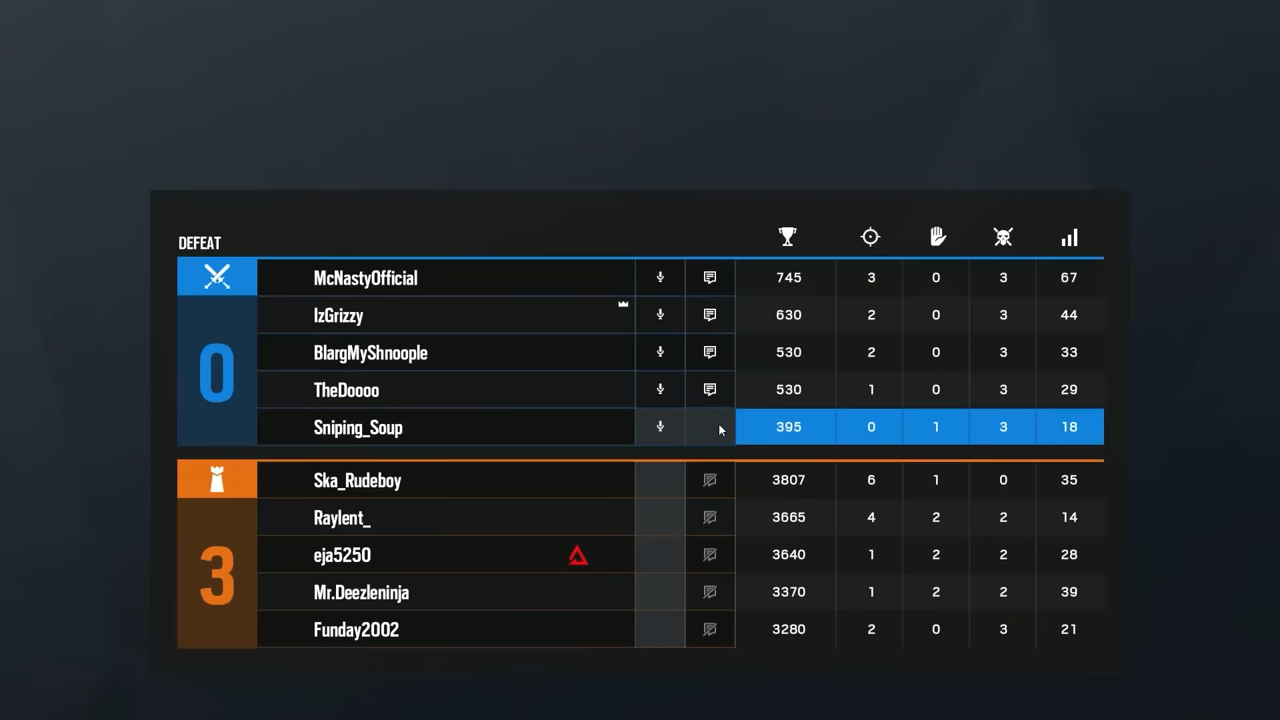 DEFEAT
McNastyOfficial 745 3 0 3 67
IzGrizzy 630 2 0 3 44
BlargMyShnoople 530 2 0 3 33
0
TheDoooo 530 1 0 3 29
Sniping_Soup 395 0 1 3 18
Ska_Rudeboy 3807 6 1 0 35
Raylent_ 3665 4 2 2 14
eja5250 3640 1 2 2 28
3
Mr.Deezleninja 3370 1 2 2 39
Funday2002 3280 2 0 3 21